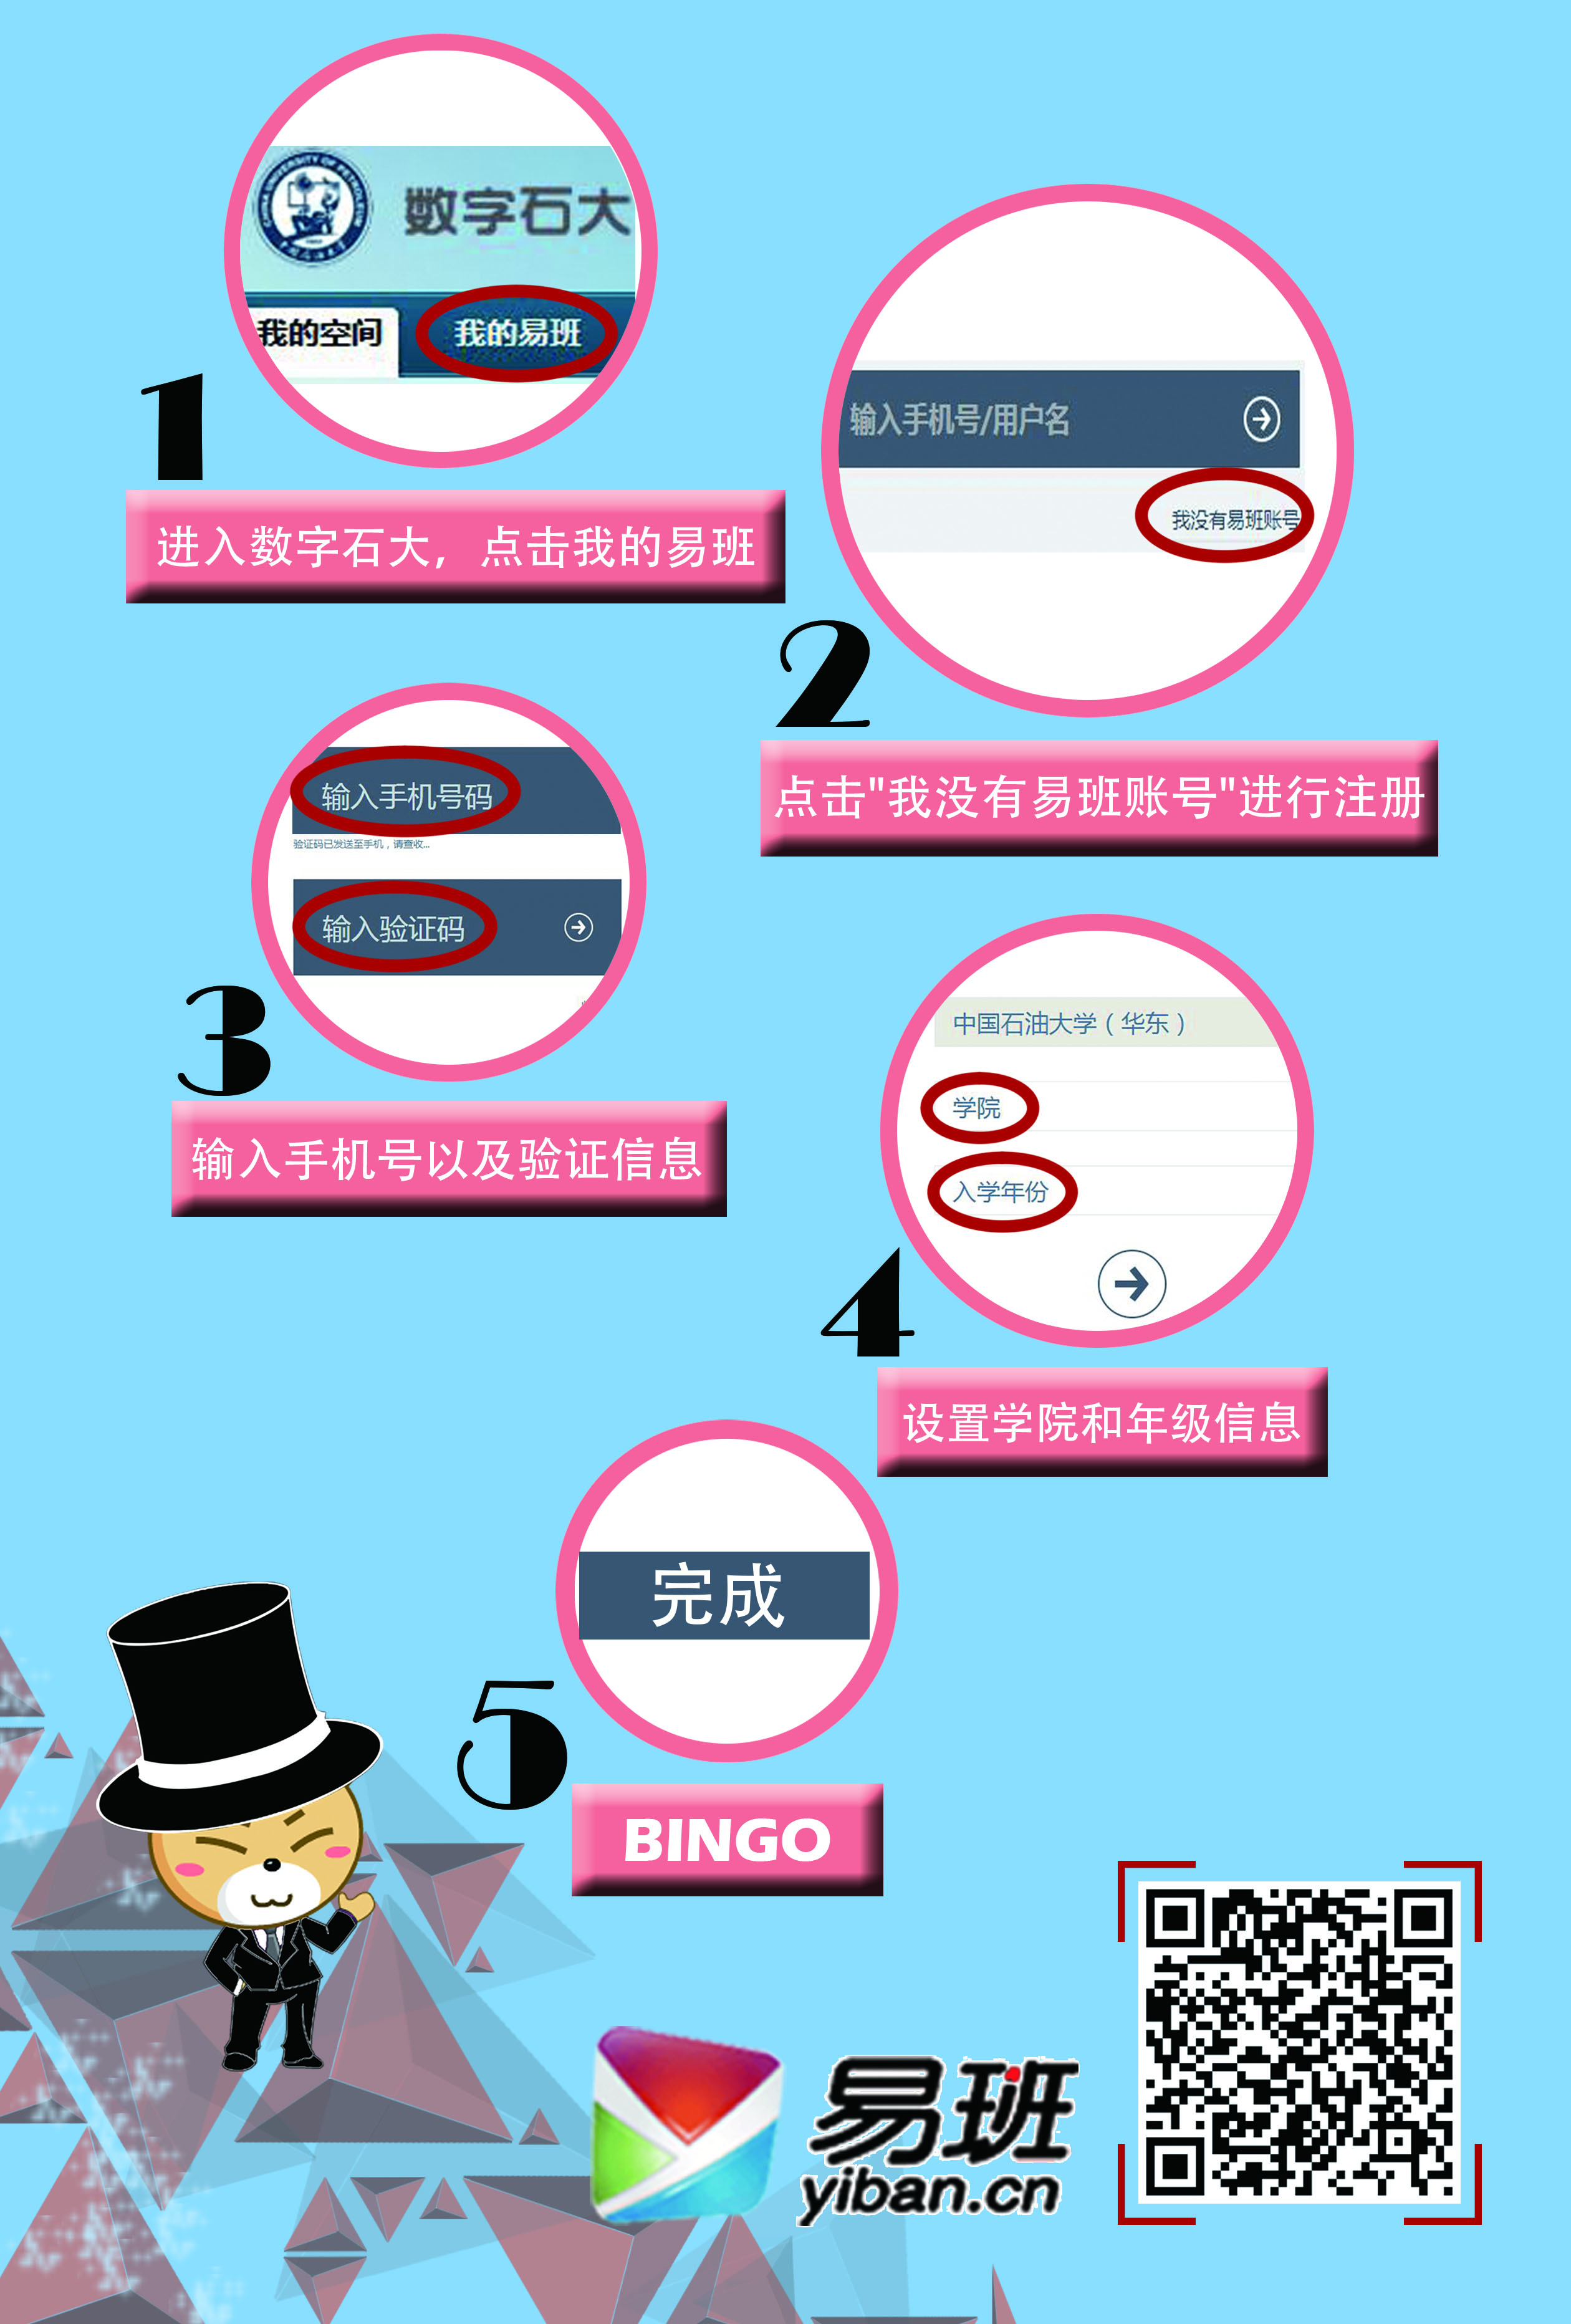 CHINA UNIVERSITY OF PETROLEUM
数字石大
我的空间 我的易班
1
进入数字石大，点击我的易班
输入手机号/用户名
我没有易班账号
2
点击"我没有易班账号"进行注册
输入手机号码
验证码已发送至手机，请查收...
输入验证码
3
输入手机号以及验证信息
中国石油大学（华东）
学院
入学年份
4
设置学院和年级信息
完成
5
BINGO
易班
yiban.cn